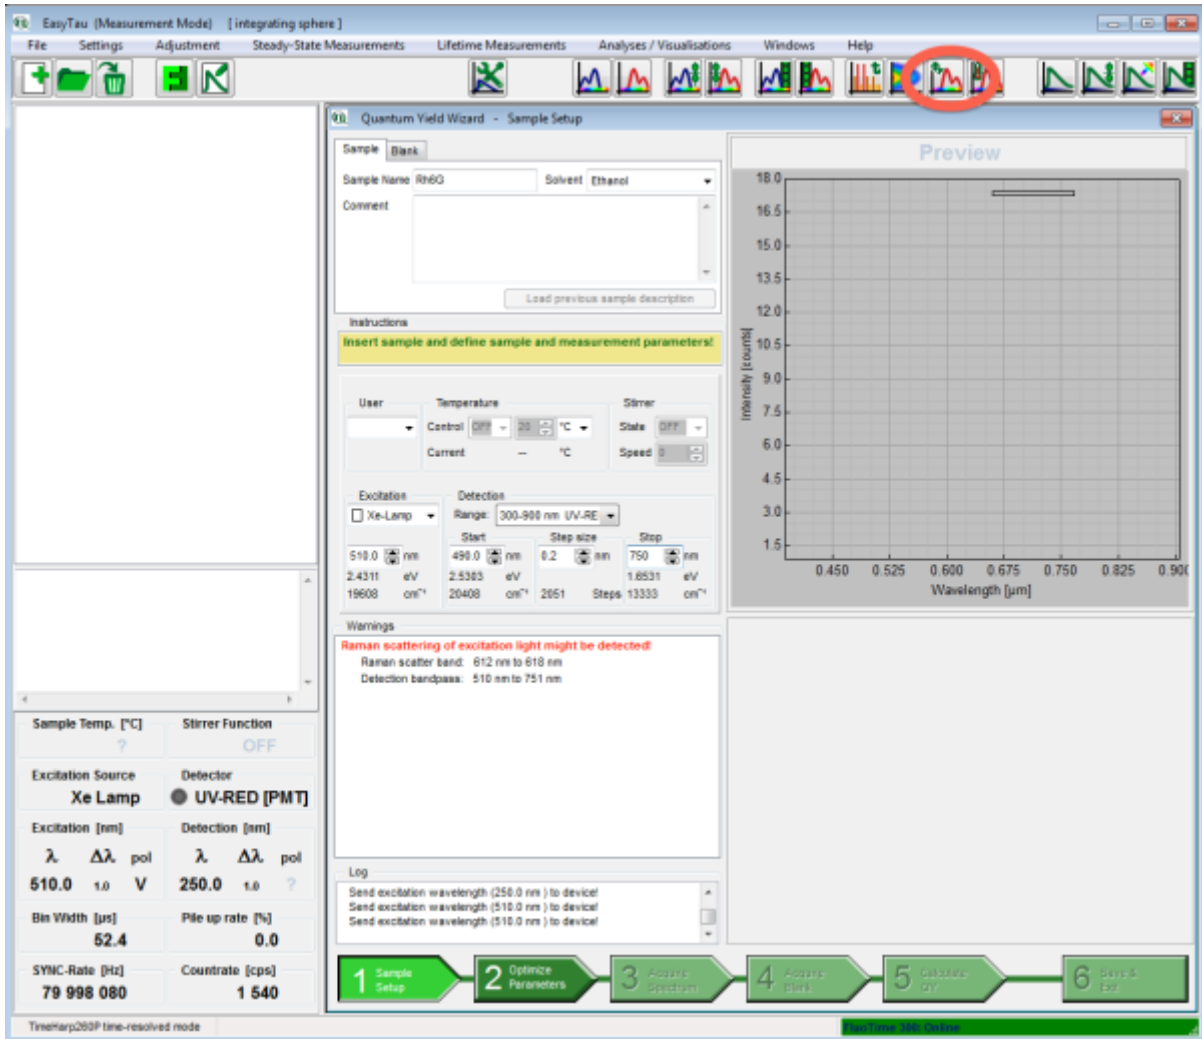 EasyTau (Measurement Mode) [ integrating sphere ]
File Settings Adjustment Steady-State Measurements Lifetime Measurements Analyses / Visualisations Windows Help
Quantum Yield Wizard - Sample Setup
Sample Blank
Sample Name Rh6G Solvent Ethanol
Comment
Load previous sample description
Instructions
Insert sample and define sample and measurement parameters!
User Temperature Stirrer
Control OFF 20 °C State OFF
Current -- °C Speed 0
Excitation Detection
Xe-Lamp Range: 300-900 nm UV-RE
Start Step size Stop
510.0 nm 490.0 nm 0.2 nm 750 nm
2.4311 eV 2.5303 eV 1.6531 eV
19608 cm⁻¹ 20408 cm⁻¹ 2051 Steps 13333 cm⁻¹
Warnings
Raman scattering of excitation light might be detected!
Raman scatter band: 612 nm to 618 nm
Detection bandpass: 510 nm to 751 nm
Log
Send excitation wavelength (250.0 nm ) to device!
Send excitation wavelength (510.0 nm ) to device!
Send excitation wavelength (510.0 nm ) to device!
Preview
Intensity [counts]
18.0
16.5
15.0
13.5
12.0
10.5
9.0
7.5
6.0
4.5
3.0
1.5
0.450 0.525 0.600 0.675 0.750 0.825 0.900
Wavelength [µm]
Sample Temp. [°C] Stirrer Function
? OFF
Excitation Source Detector
Xe Lamp UV-RED [PMT]
Excitation [nm] Detection [nm]
λ Δλ pol λ Δλ pol
510.0 1.0 V 250.0 1.0 ?
Bin Width [µs] Pile up rate [%]
52.4 0.0
SYNC-Rate [Hz] Countrate [cps]
79 998 080 1 540
1 Sample Setup
2 Optimize Parameters
3 Acquire Spectrum
4 Acquire Blank
5 Calculate QY
6 Save & Exit
TimeHarp260P time-resolved mode
FluoTime 300: Online